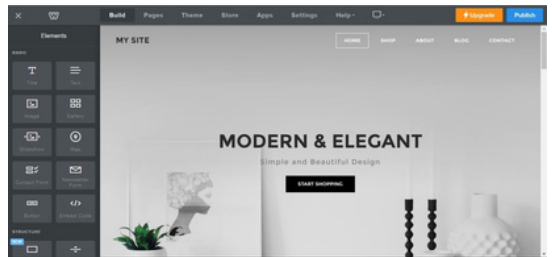 Build Pages Theme Store Apps Settings Help
Upgrade Publish
Elements
BASIC
Title Text
Image Gallery
Slideshow Map
Contact Form Newsletter Form
Button Embed Code
STRUCTURE
NEW
MY SITE
HOME SHOP ABOUT BLOG CONTACT
MODERN & ELEGANT
Simple and Beautiful Design
START SHOPPING